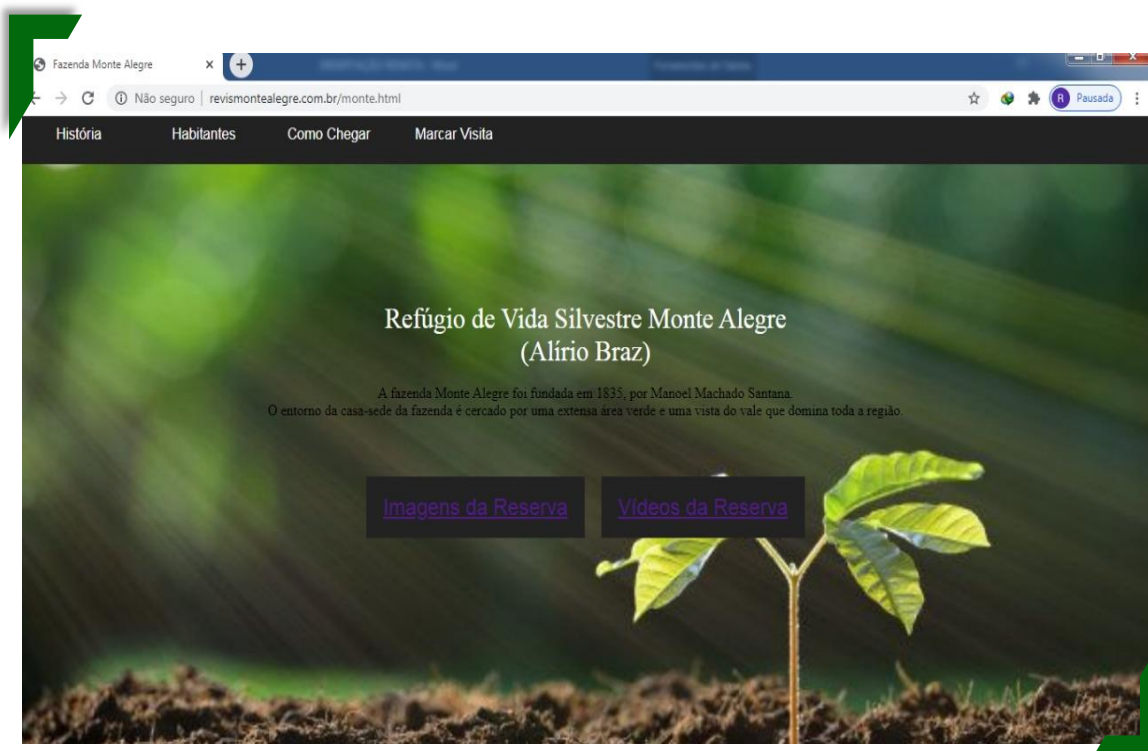 Fazenda Monte Alegre
Não seguro | revismontealegre.com.br/monte.html
R Pausada
História Habitantes Como Chegar Marcar Visita
Refúgio de Vida Silvestre Monte Alegre
(Alírio Braz)
A fazenda Monte Alegre foi fundada em 1835, por Manoel Machado Santana.
O entorno da casa-sede da fazenda é cercado por uma extensa área verde e uma vista do vale que domina toda a região.
Imagens da Reserva Vídeos da Reserva